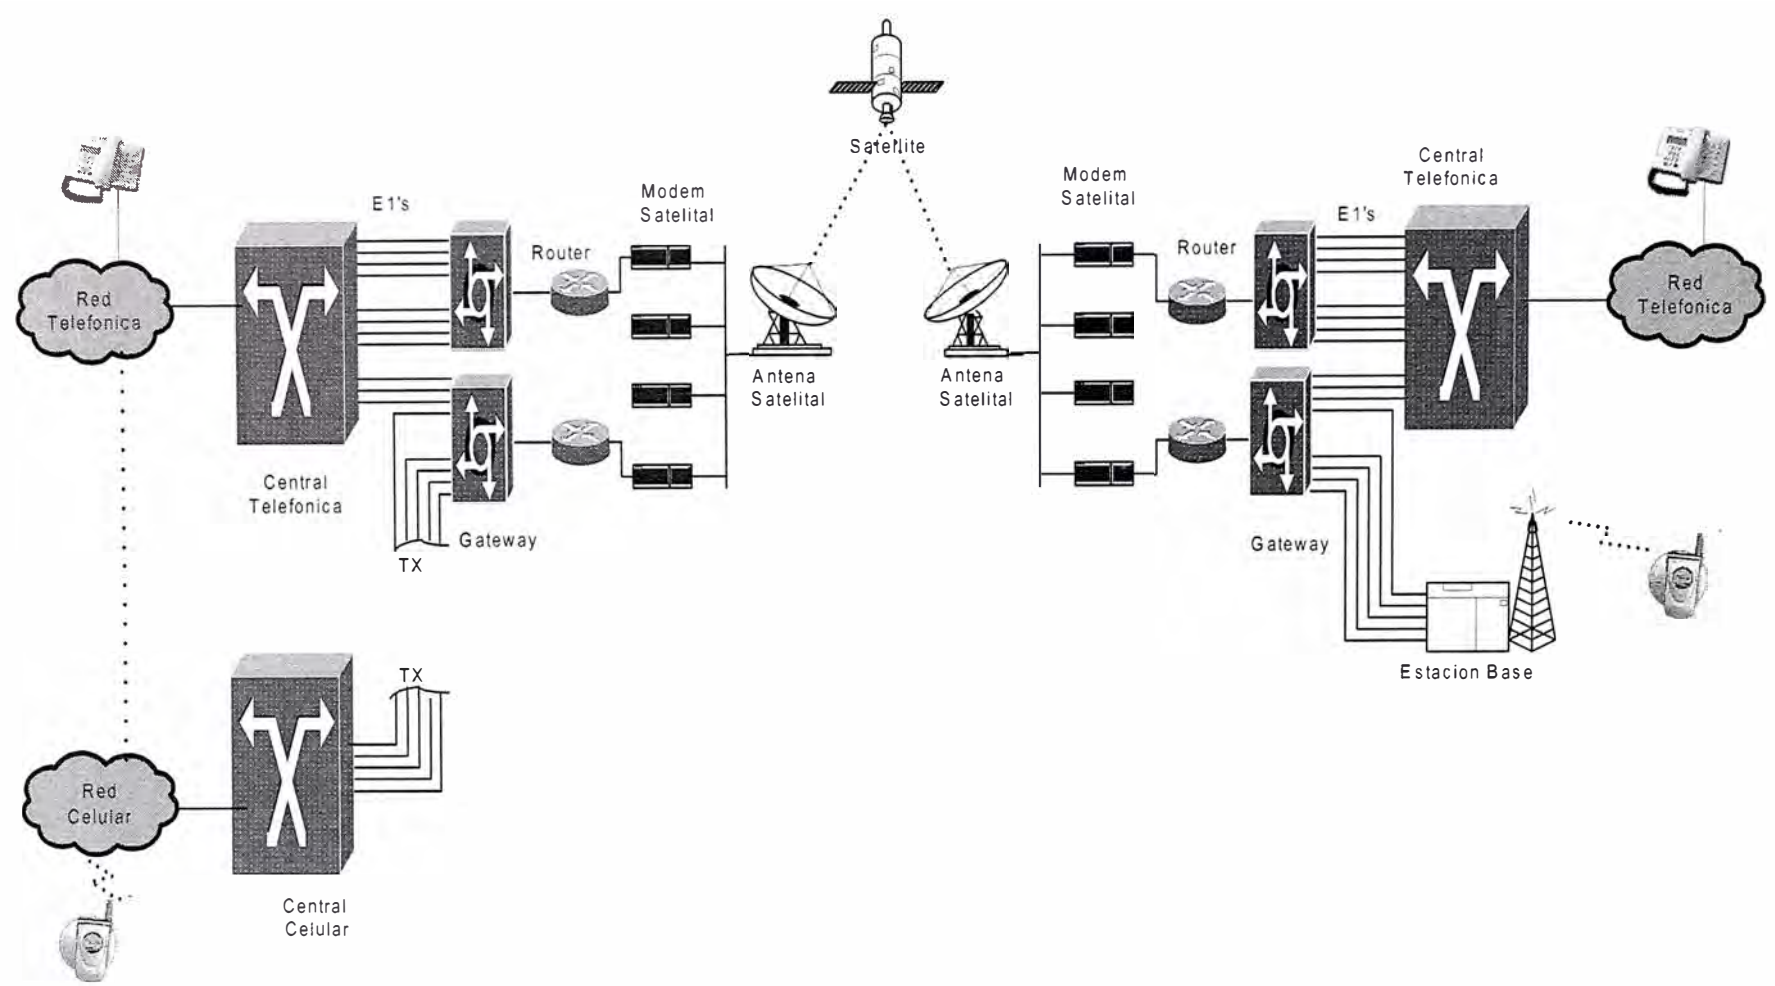 Satellite
Modem
Satelital
E1's
Router
Red
Telefonica
Antena
Satelital
Central
Telefonica
Gateway
TX
Modem
Satelital
Central
Telefonica
E1's
Router
Red
Telefonica
Antena
Satelital
Gateway
Estacion Base
TX
Red
Celular
Central
Celular